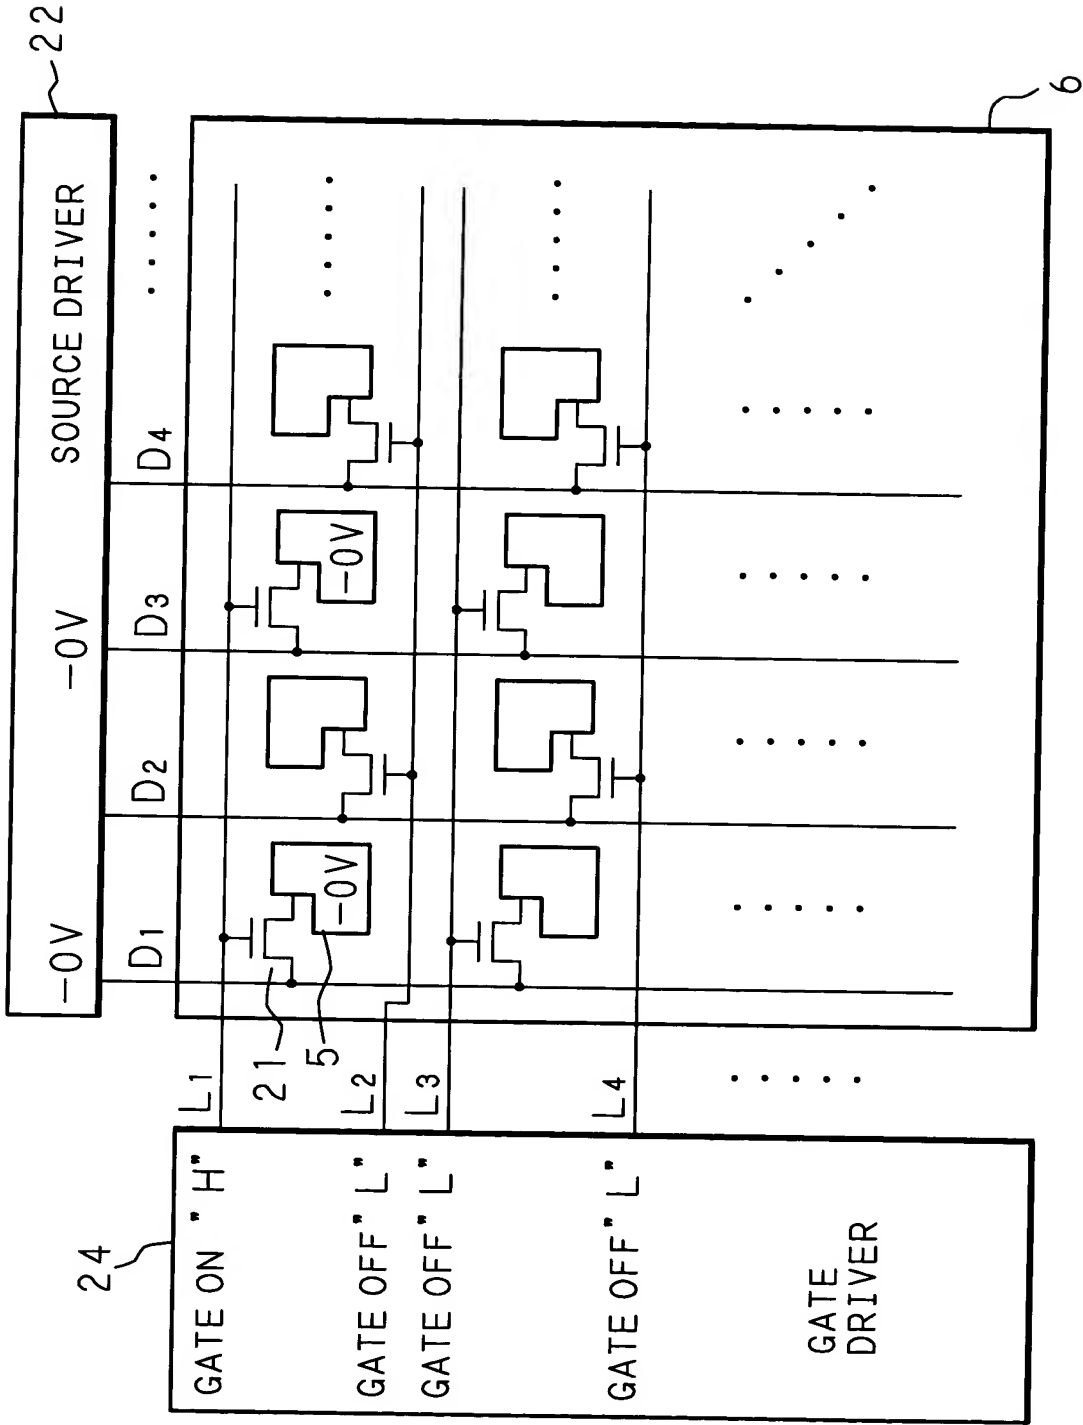 22
SOURCE DRIVER
-0V
-0V
D1
D2
D3
D4
6
-0V
-0V
21
5
L1
L2
L3
L4
24
GATE ON "H"
GATE OFF "L"
GATE OFF "L"
GATE OFF "L"
GATE
DRIVER